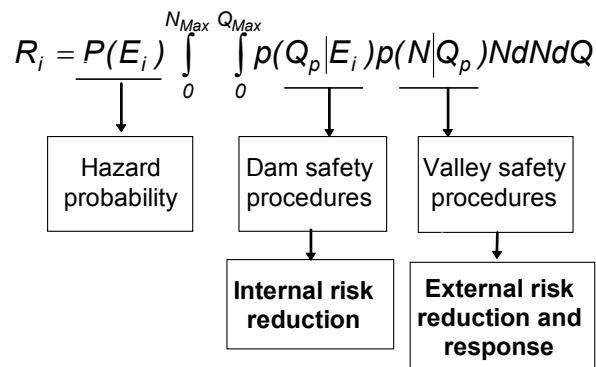 N_Max Q_Max
R_i = P(E_i) ∫ ∫ p(Q_p|E_i)p(N|Q_p)NdNdQ
0 0
Hazard
probability
Dam safety
procedures
Valley safety
procedures
Internal risk
reduction
External risk
reduction and
response